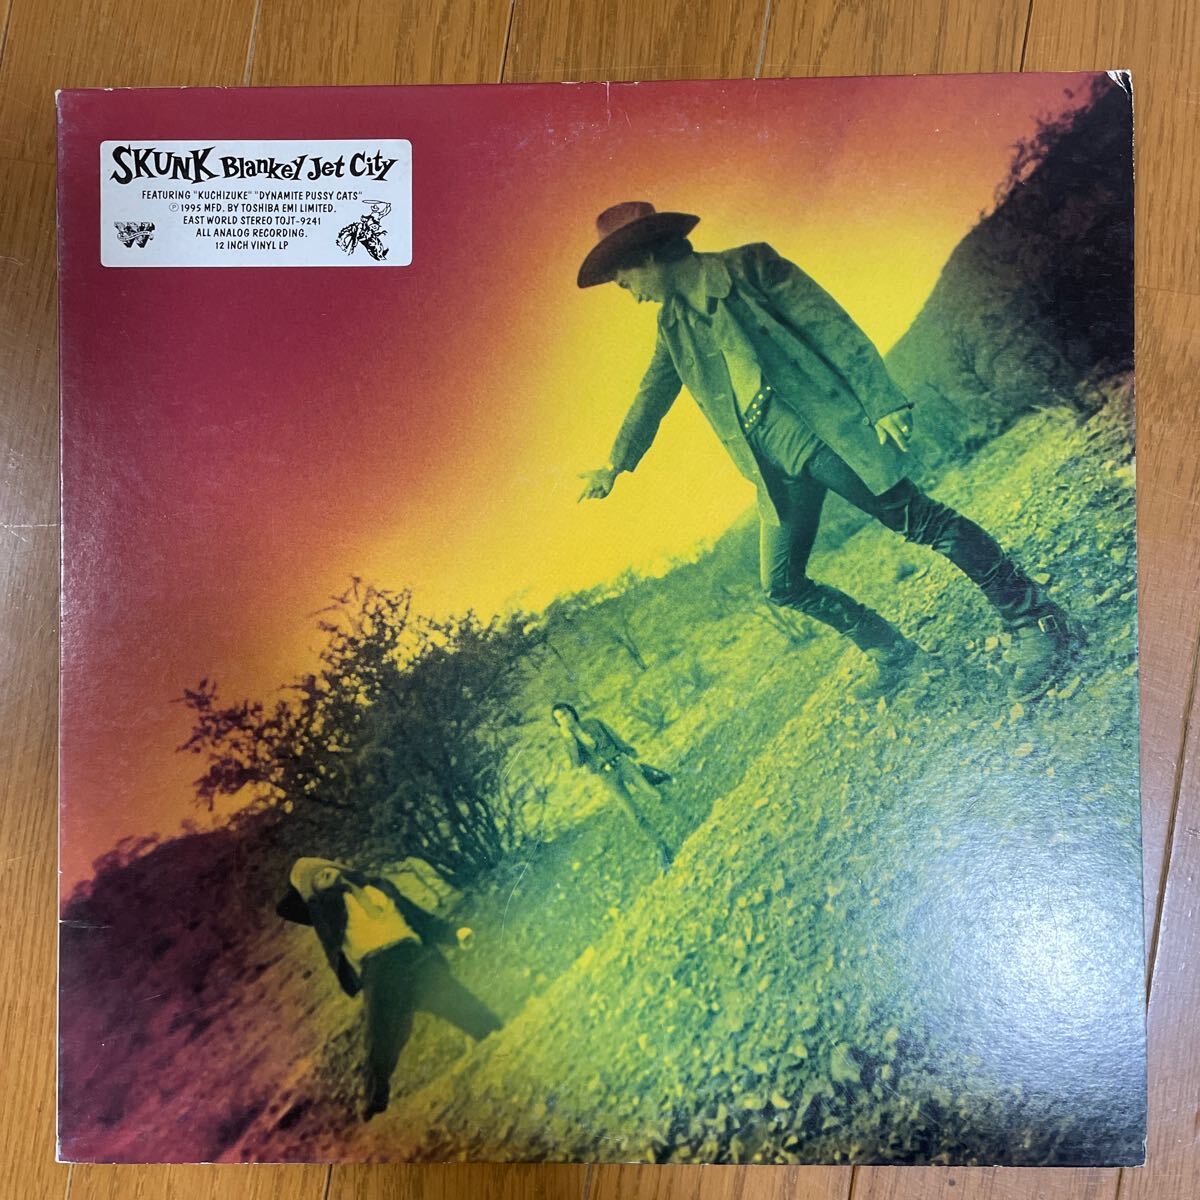 SKUNK Blankey Jet City
FEATURING "KUCHIZUKE" "DYNAMITE PUSSY CATS"
Ⓟ 1995 MFD. BY TOSHIBA EMI LIMITED.
EAST WORLD STEREO TOJT-9241
ALL ANALOG RECORDING.
12 INCH VINYL LP